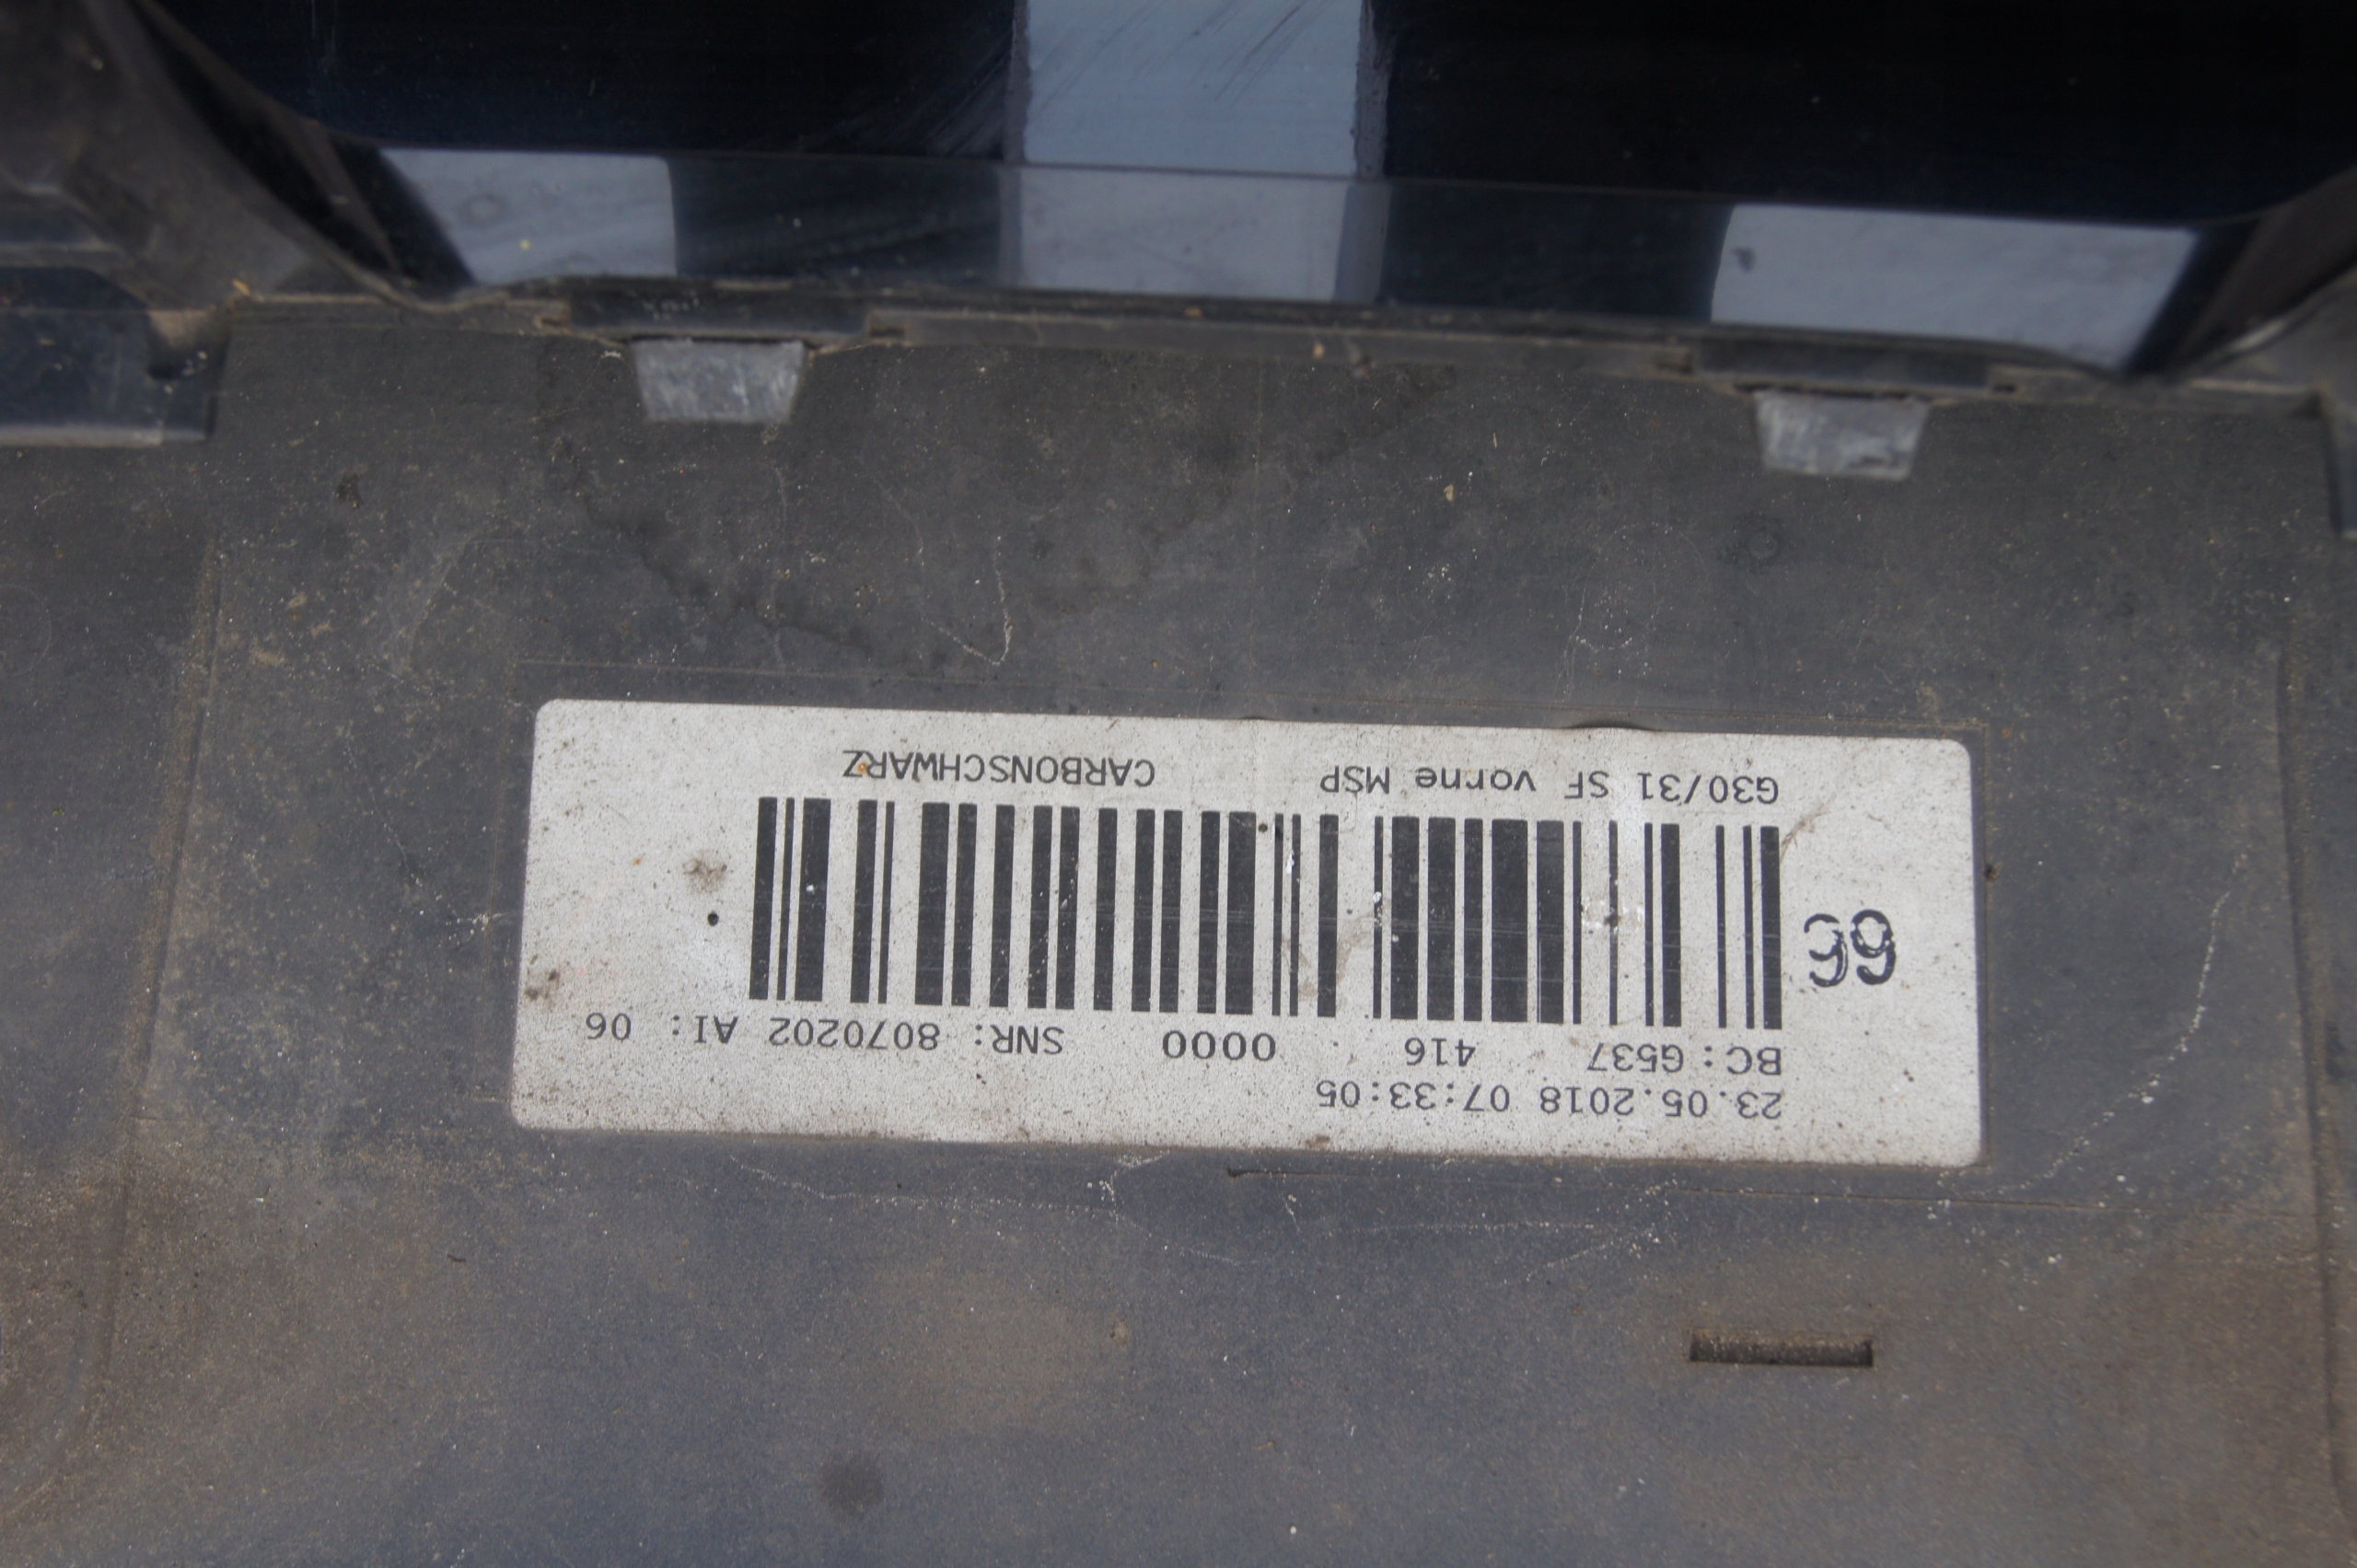 23.05.2018 07:33:05
BC: G537 416 0000 SNR: 8070202 AI: 06
G30/31 SF vorne MSP CARBONSCHWARZ